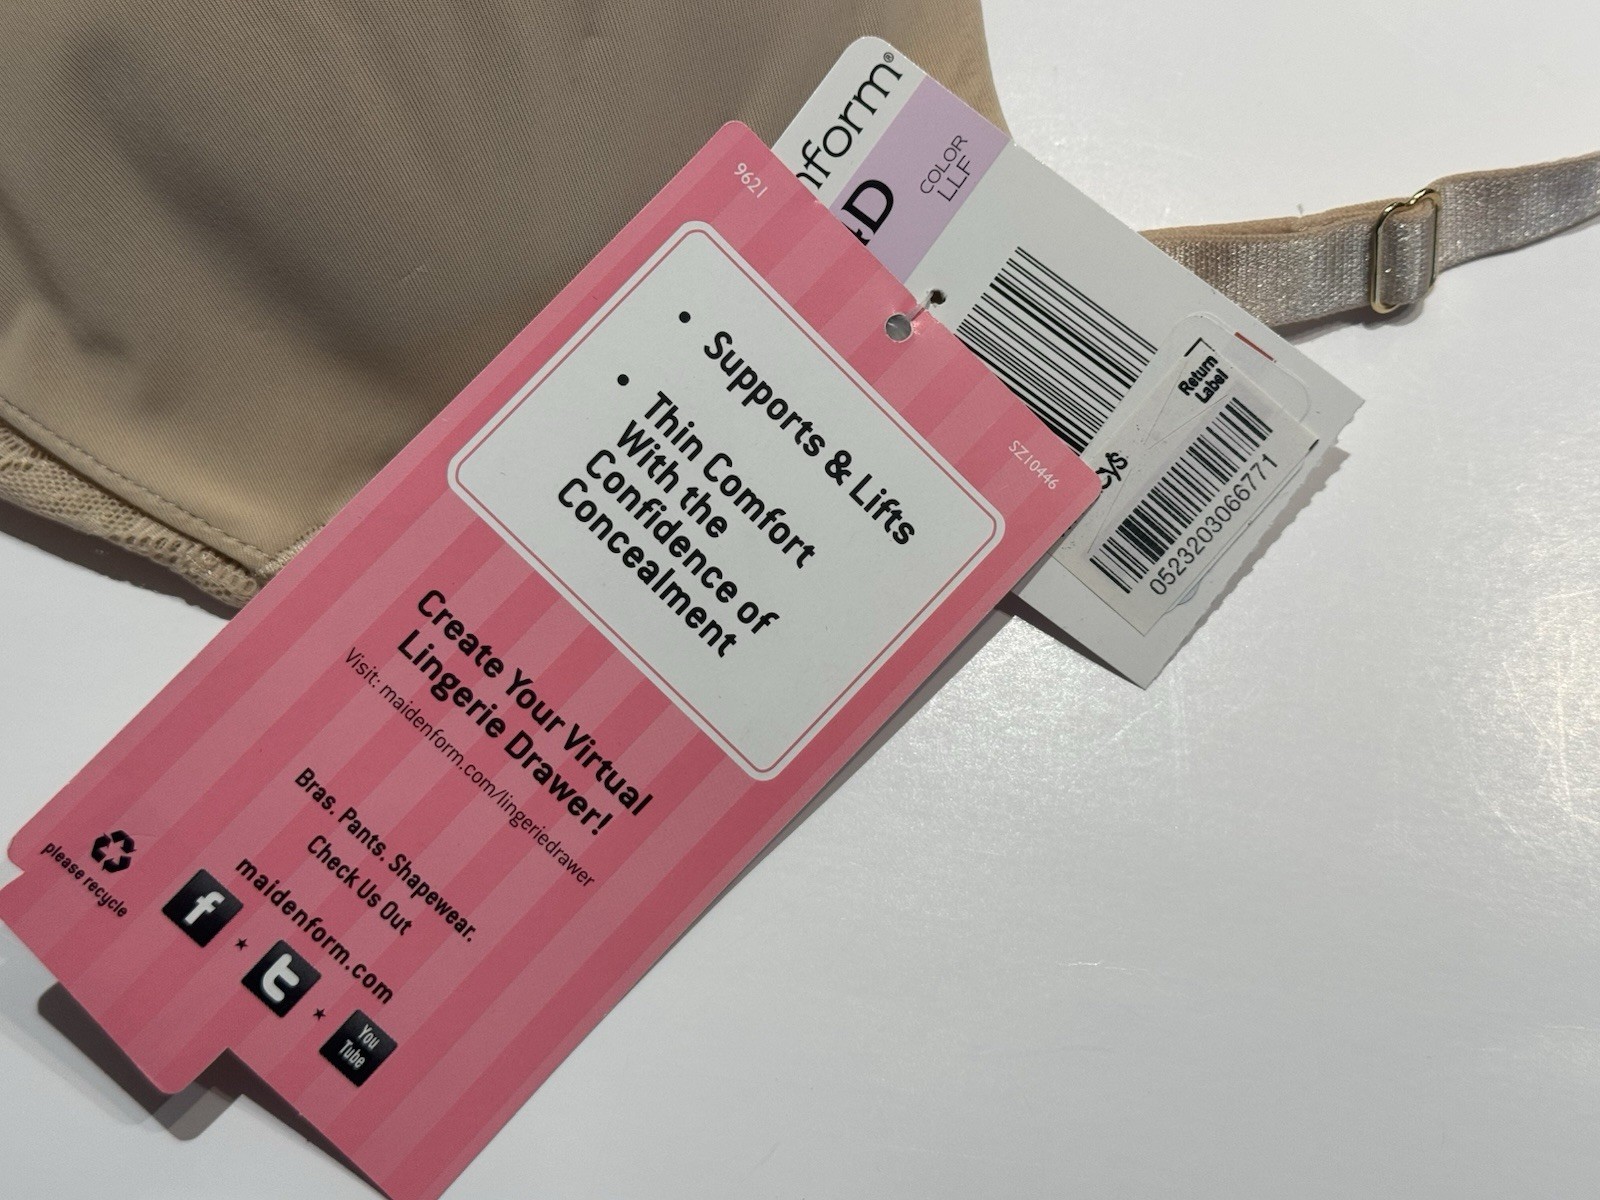 9621
• Supports & Lifts
• Thin Comfort
With the
Confidence of
Concealment
SZ10446
Create Your Virtual
Lingerie Drawer!
Visit: maidenform.com/lingeriedrawer
Bras. Pants. Shapewear.
Check Us Out
maidenform.com
f
t
You
Tube
please recycle
nform®
D
COLOR
LLF
Return
Label
0523203066771